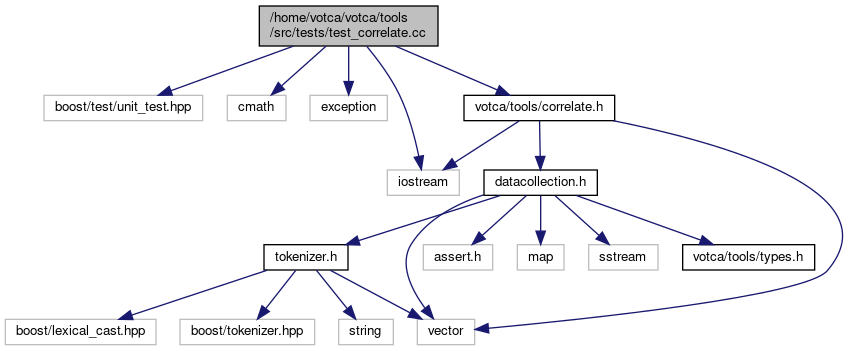 /home/votca/votca/tools
/src/tests/test_correlate.cc
boost/test/unit_test.hpp
cmath
exception
votca/tools/correlate.h
iostream
datacollection.h
tokenizer.h
assert.h
map
sstream
votca/tools/types.h
boost/lexical_cast.hpp
boost/tokenizer.hpp
string
vector